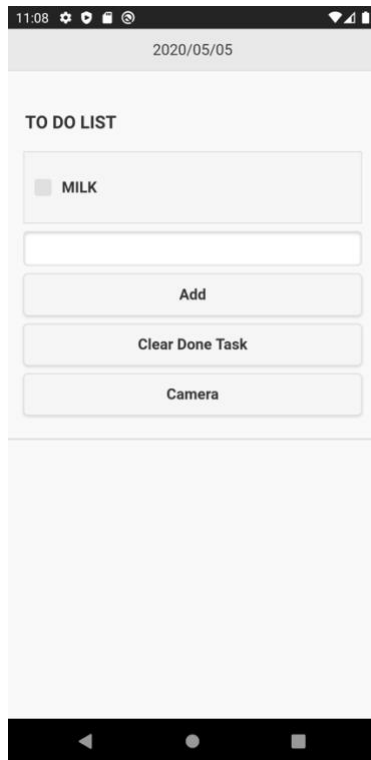 11:08
2020/05/05
TO DO LIST
MILK
Add
Clear Done Task
Camera